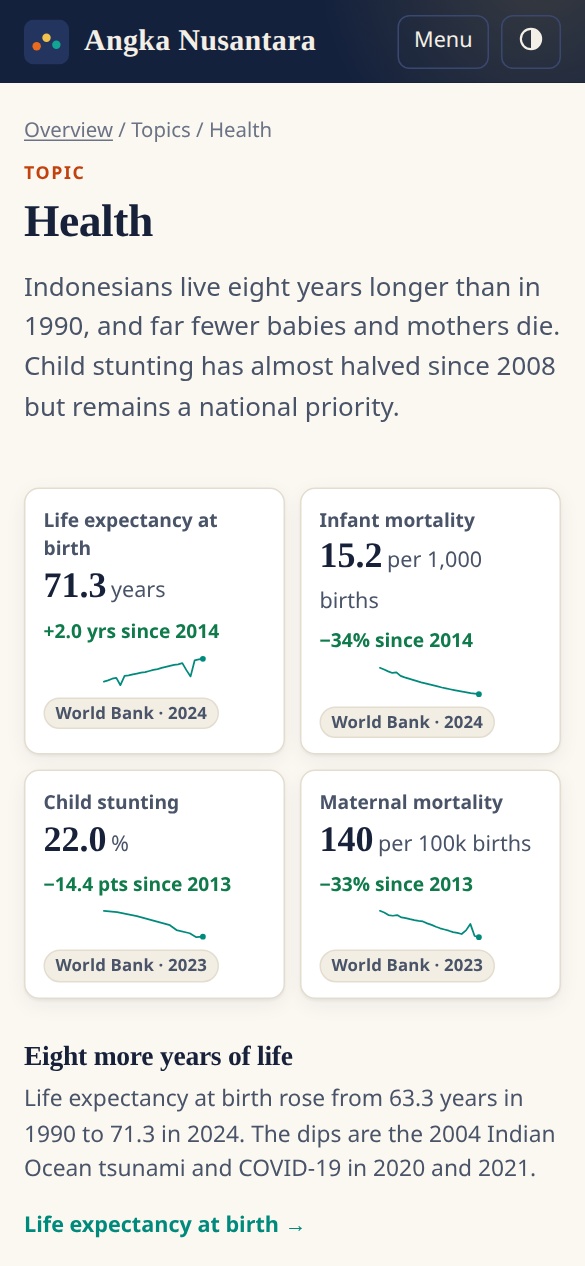 Angka Nusantara
Menu
Overview / Topics / Health
TOPIC
Health
Indonesians live eight years longer than in
1990, and far fewer babies and mothers die.
Child stunting has almost halved since 2008
but remains a national priority.
Life expectancy at
birth
71.3 years
+2.0 yrs since 2014
World Bank · 2024
Infant mortality
15.2 per 1,000
births
−34% since 2014
World Bank · 2024
Child stunting
22.0 %
−14.4 pts since 2013
World Bank · 2023
Maternal mortality
140 per 100k births
−33% since 2013
World Bank · 2023
Eight more years of life
Life expectancy at birth rose from 63.3 years in
1990 to 71.3 in 2024. The dips are the 2004 Indian
Ocean tsunami and COVID-19 in 2020 and 2021.
Life expectancy at birth →